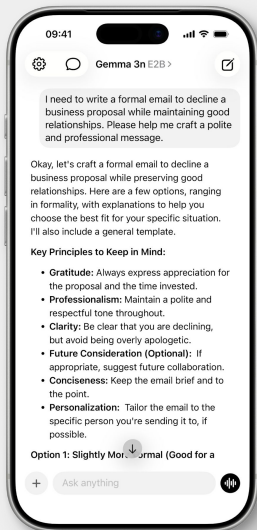 09:41
Gemma 3n E2B >
I need to write a formal email to decline a
business proposal while maintaining good
relationships. Please help me craft a polite
and professional message.
Okay, let's craft a formal email to decline a
business proposal while preserving good
relationships. Here are a few options, ranging
in formality, with explanations to help you
choose the best fit for your specific situation.
I'll also include a general template.
Key Principles to Keep in Mind:
• Gratitude: Always express appreciation for
the proposal and the time invested.
• Professionalism: Maintain a polite and
respectful tone throughout.
• Clarity: Be clear that you are declining,
but avoid being overly apologetic.
• Future Consideration (Optional): If
appropriate, suggest future collaboration.
• Conciseness: Keep the email brief and to
the point.
• Personalization: Tailor the email to the
specific person you're sending it to, if
possible.
Option 1: Slightly More Formal (Good for a
Ask anything